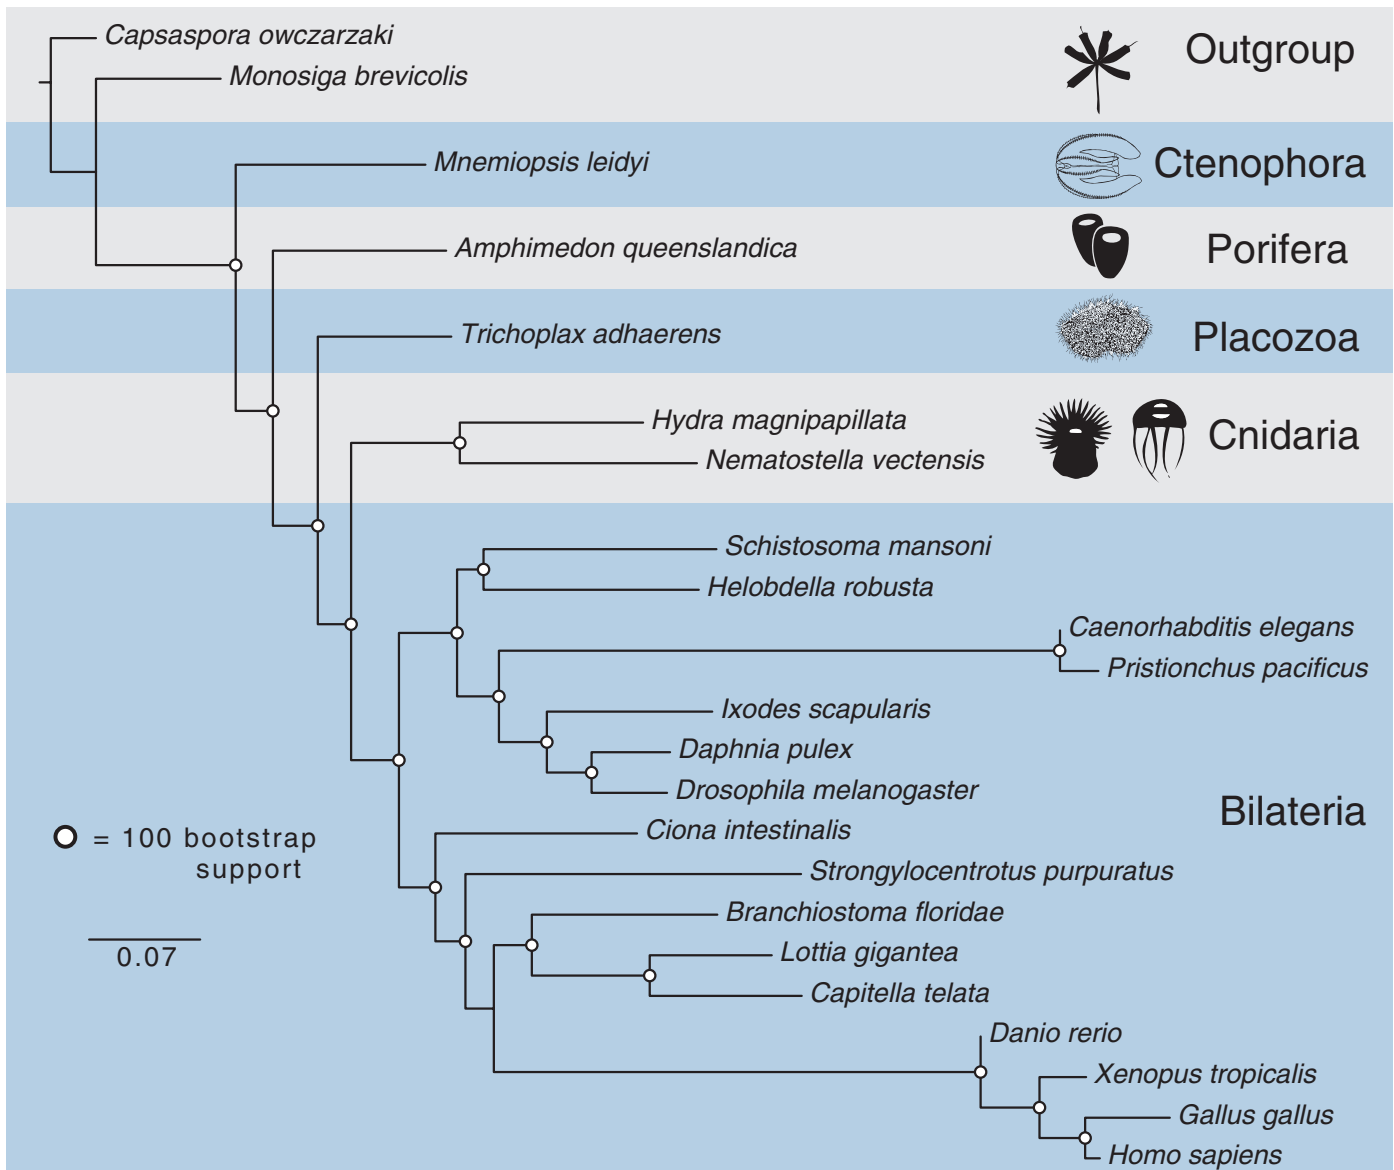 Capsaspora owczarzaki
Outgroup
Monosiga brevicolis
Mnemiopsis leidyi
Ctenophora
Amphimedon queenslandica
Porifera
Trichoplax adhaerens
Placozoa
Hydra magnipapillata
Cnidaria
Nematostella vectensis
Schistosoma mansoni
Helobdella robusta
Caenorhabditis elegans
Pristionchus pacificus
Ixodes scapularis
Daphnia pulex
Drosophila melanogaster
Bilateria
= 100 bootstrap
support
Ciona intestinalis
Strongylocentrotus purpuratus
Branchiostoma floridae
0.07
Lottia gigantea
Capitella telata
Danio rerio
Xenopus tropicalis
Gallus gallus
Homo sapiens